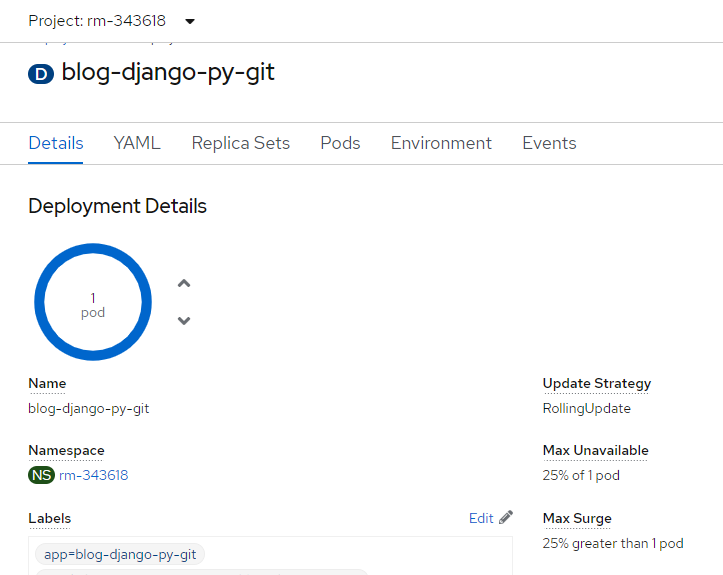 Project: rm-343618
D blog-django-py-git
Details YAML Replica Sets Pods Environment Events
Deployment Details
1
pod
Name
blog-django-py-git
Update Strategy
RollingUpdate
Namespace
NS rm-343618
Max Unavailable
25% of 1 pod
Labels Edit
app=blog-django-py-git
Max Surge
25% greater than 1 pod